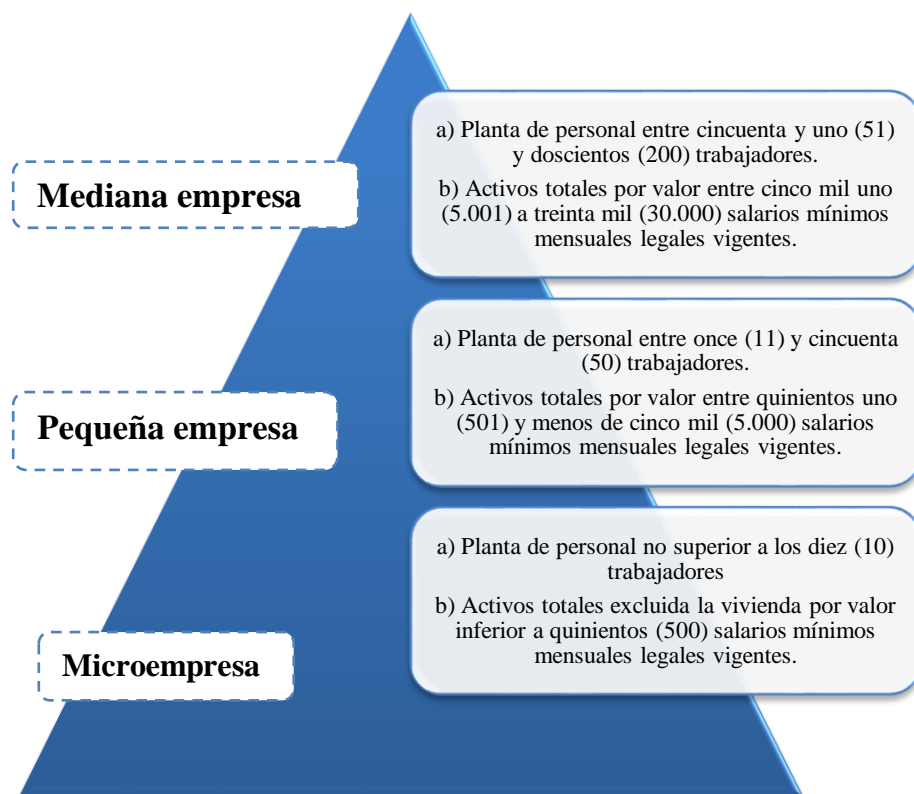 Mediana empresa
a) Planta de personal entre cincuenta y uno (51)
y doscientos (200) trabajadores.
b) Activos totales por valor entre cinco mil uno
(5.001) a treinta mil (30.000) salarios mínimos
mensuales legales vigentes.
Pequeña empresa
a) Planta de personal entre once (11) y cincuenta
(50) trabajadores.
b) Activos totales por valor entre quinientos uno
(501) y menos de cinco mil (5.000) salarios
mínimos mensuales legales vigentes.
Microempresa
a) Planta de personal no superior a los diez (10)
trabajadores
b) Activos totales excluida la vivienda por valor
inferior a quinientos (500) salarios mínimos
mensuales legales vigentes.